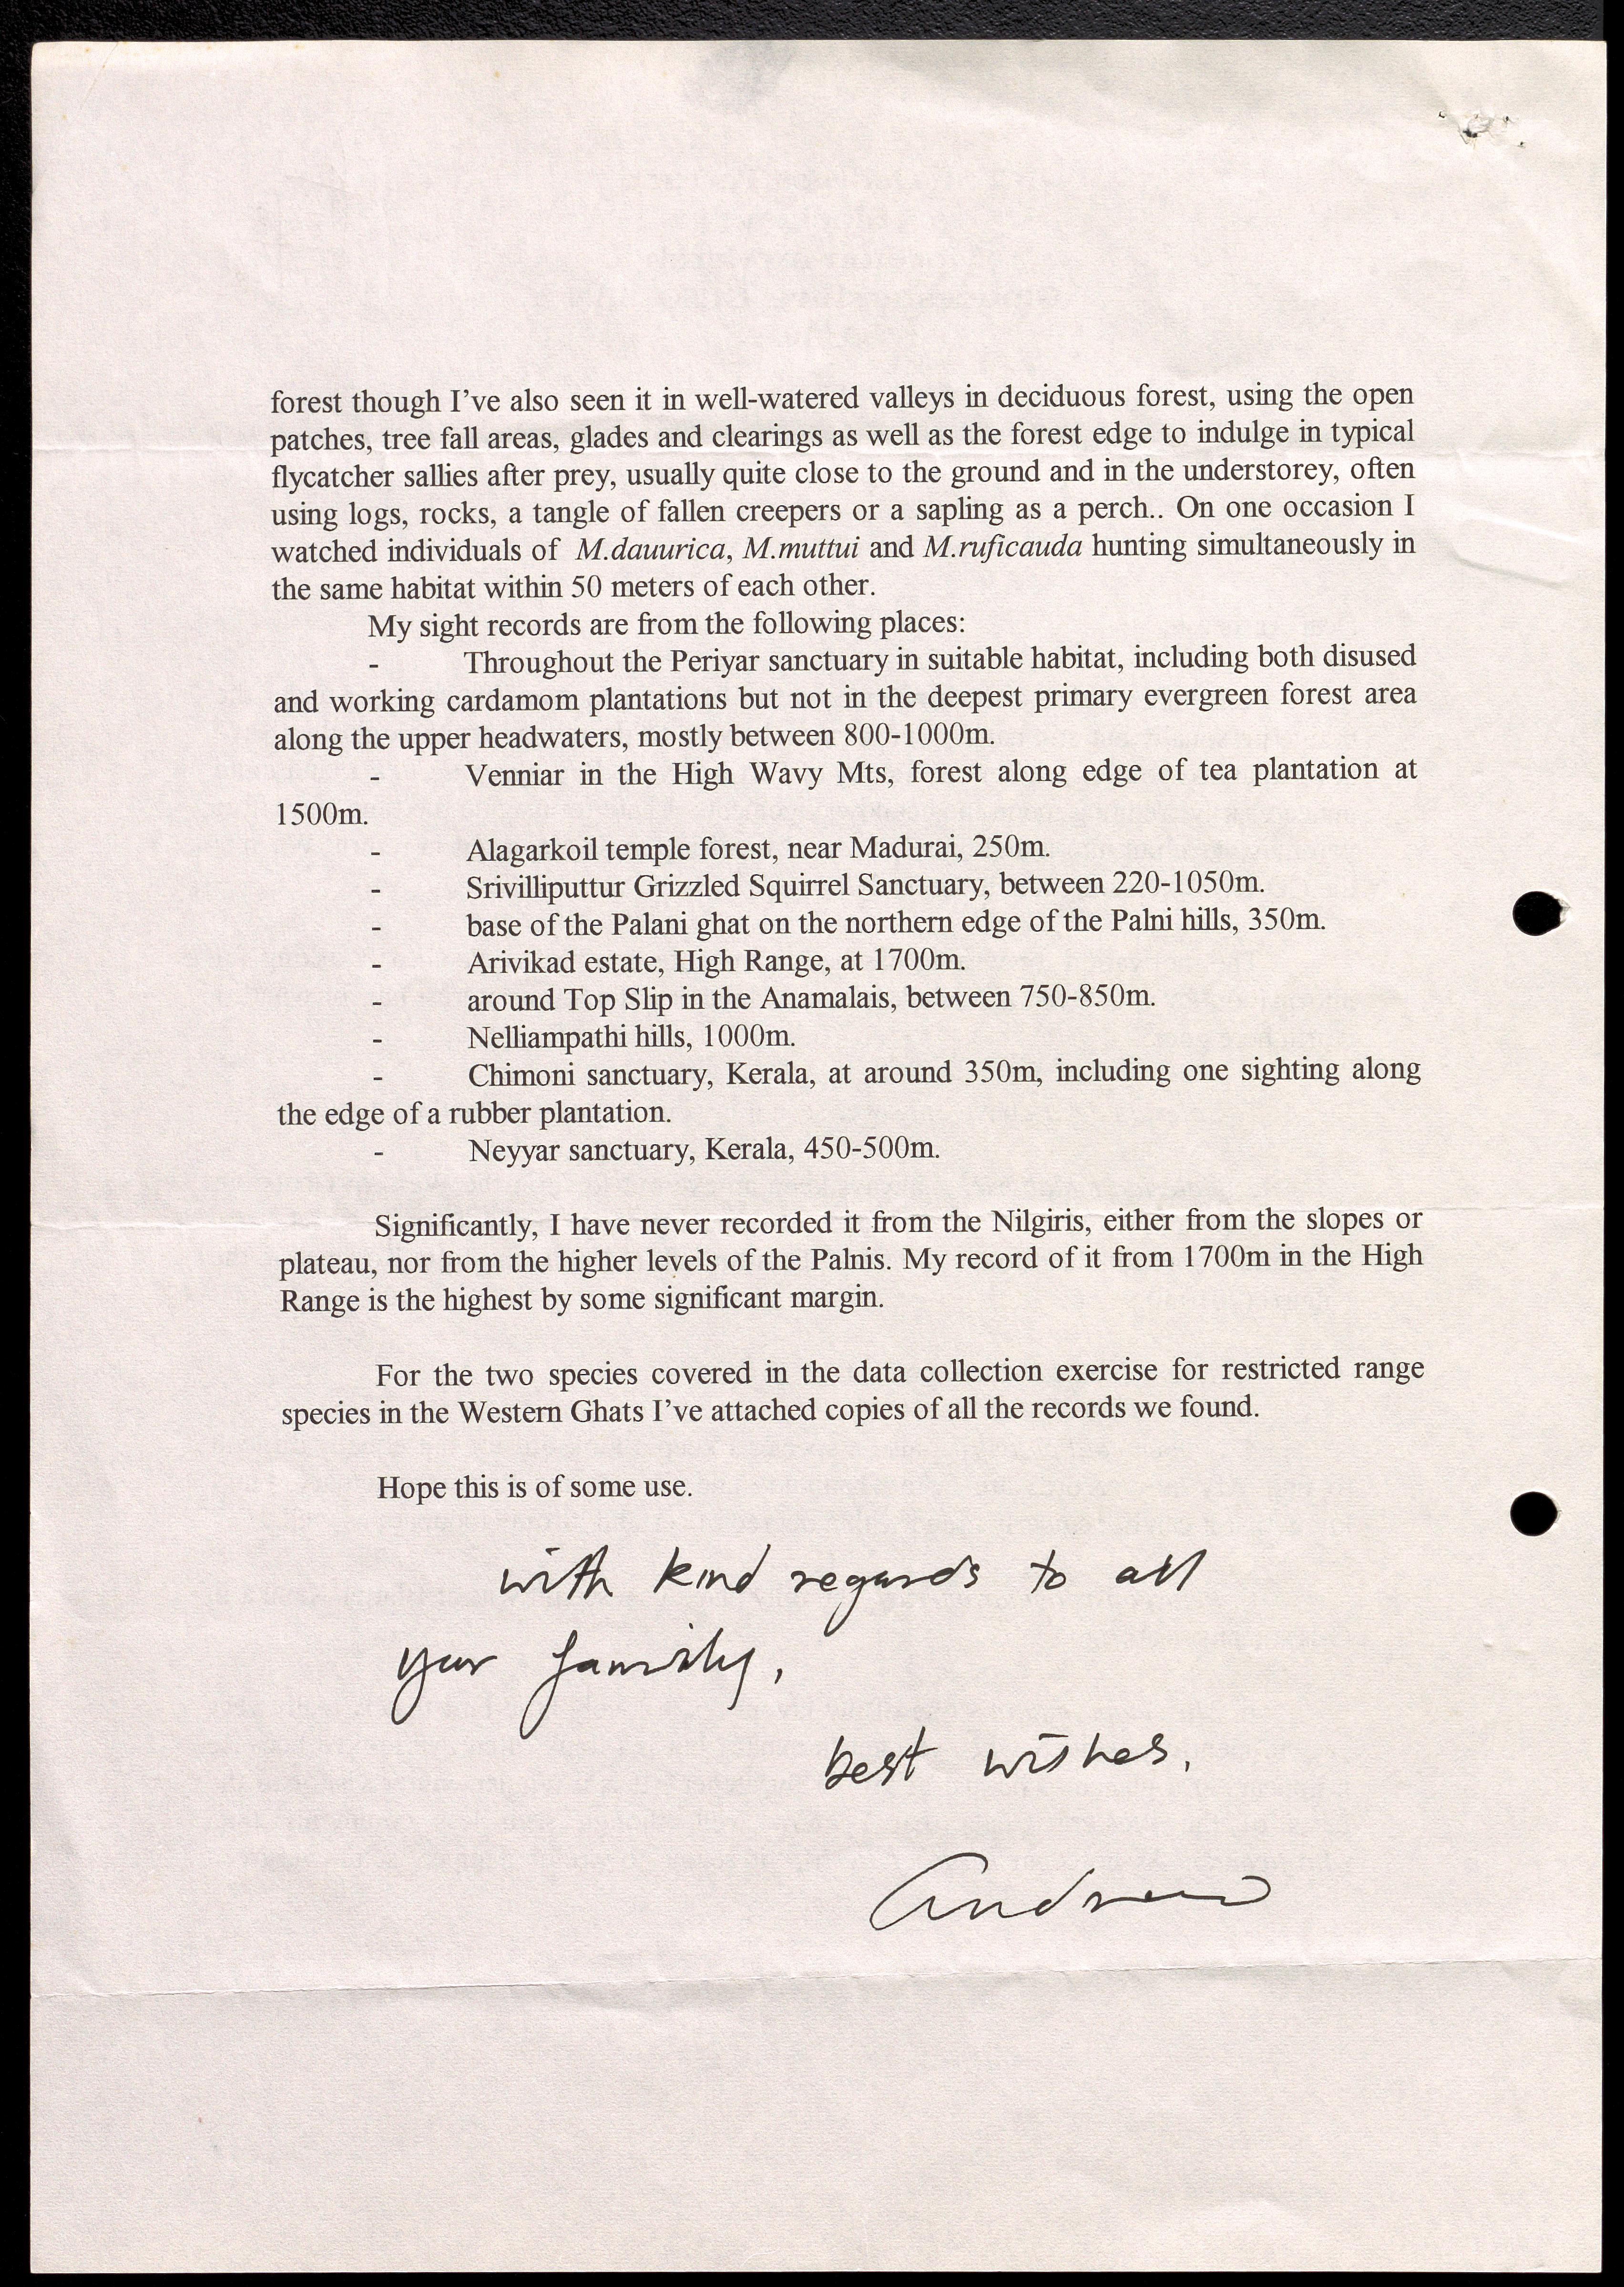 forest though I've also seen it in well-watered valleys in deciduous forest, using the open
patches, tree fall areas, glades and clearings as well as the forest edge to indulge in typical
flycatcher sallies after prey, usually quite close to the ground and in the understorey, often
using logs, rocks, a tangle of fallen creepers or a sapling as a perch.. On one occasion I
watched individuals of M.dauurica, M.muttui and M.ruficauda hunting simultaneously in
the same habitat within 50 meters of each other.
My sight records are from the following places:
- Throughout the Periyar sanctuary in suitable habitat, including both disused
and working cardamom plantations but not in the deepest primary evergreen forest area
along the upper headwaters, mostly between 800-1000m.
- Venniar in the High Wavy Mts, forest along edge of tea plantation at
1500m.
- Alagarkoil temple forest, near Madurai, 250m.
- Srivilliputtur Grizzled Squirrel Sanctuary, between 220-1050m.
- base of the Palani ghat on the northern edge of the Palni hills, 350m.
- Arivikad estate, High Range, at 1700m.
- around Top Slip in the Anamalais, between 750-850m.
- Nelliampathi hills, 1000m.
- Chimoni sanctuary, Kerala, at around 350m, including one sighting along
the edge of a rubber plantation.
- Neyyar sanctuary, Kerala, 450-500m.
Significantly, I have never recorded it from the Nilgiris, either from the slopes or
plateau, nor from the higher levels of the Palnis. My record of it from 1700m in the High
Range is the highest by some significant margin.
For the two species covered in the data collection exercise for restricted range
species in the Western Ghats I've attached copies of all the records we found.
Hope this is of some use.
with kind regards to all
your family,
best wishes,
Andrew